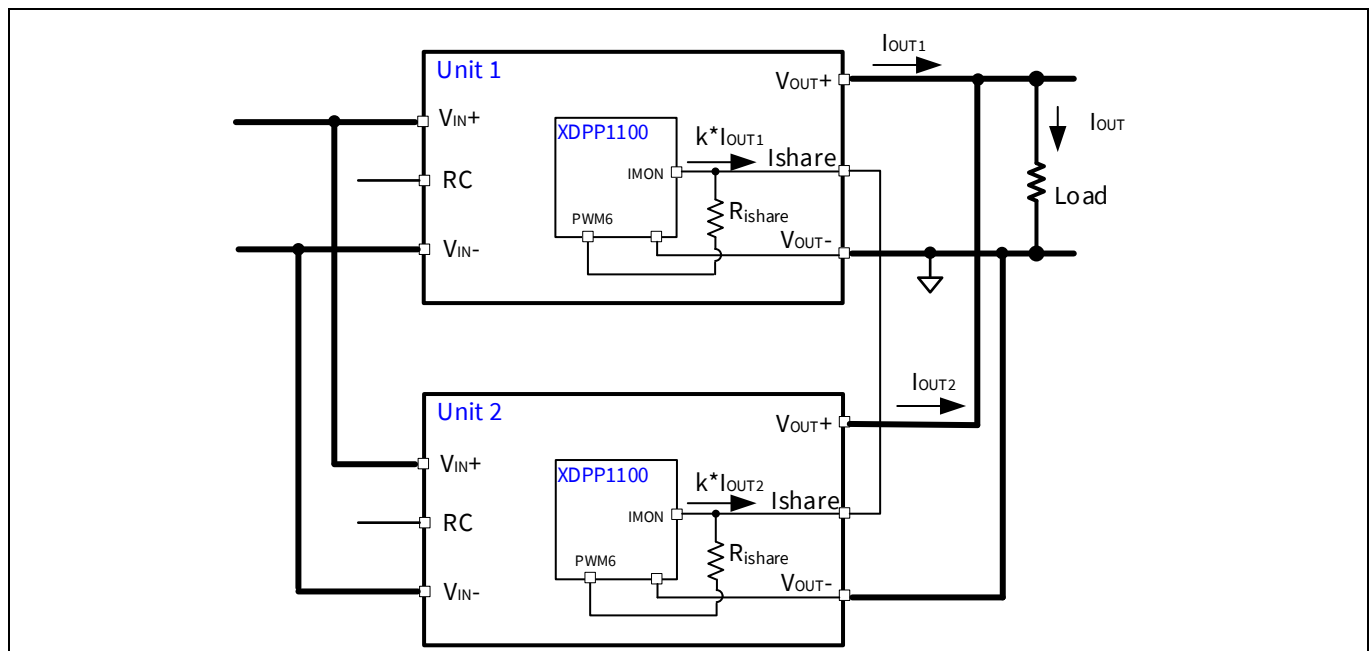 IOUT1
Unit 1
VOUT+
VIN+
XDPP1100
k*IOUT1
Ishare
IOUT
IMON
RC
Rishare
Load
PWM6
VIN-
VOUT-
Unit 2
IOUT2
VOUT+
VIN+
XDPP1100
k*IOUT2
Ishare
IMON
RC
Rishare
PWM6
VIN-
VOUT-